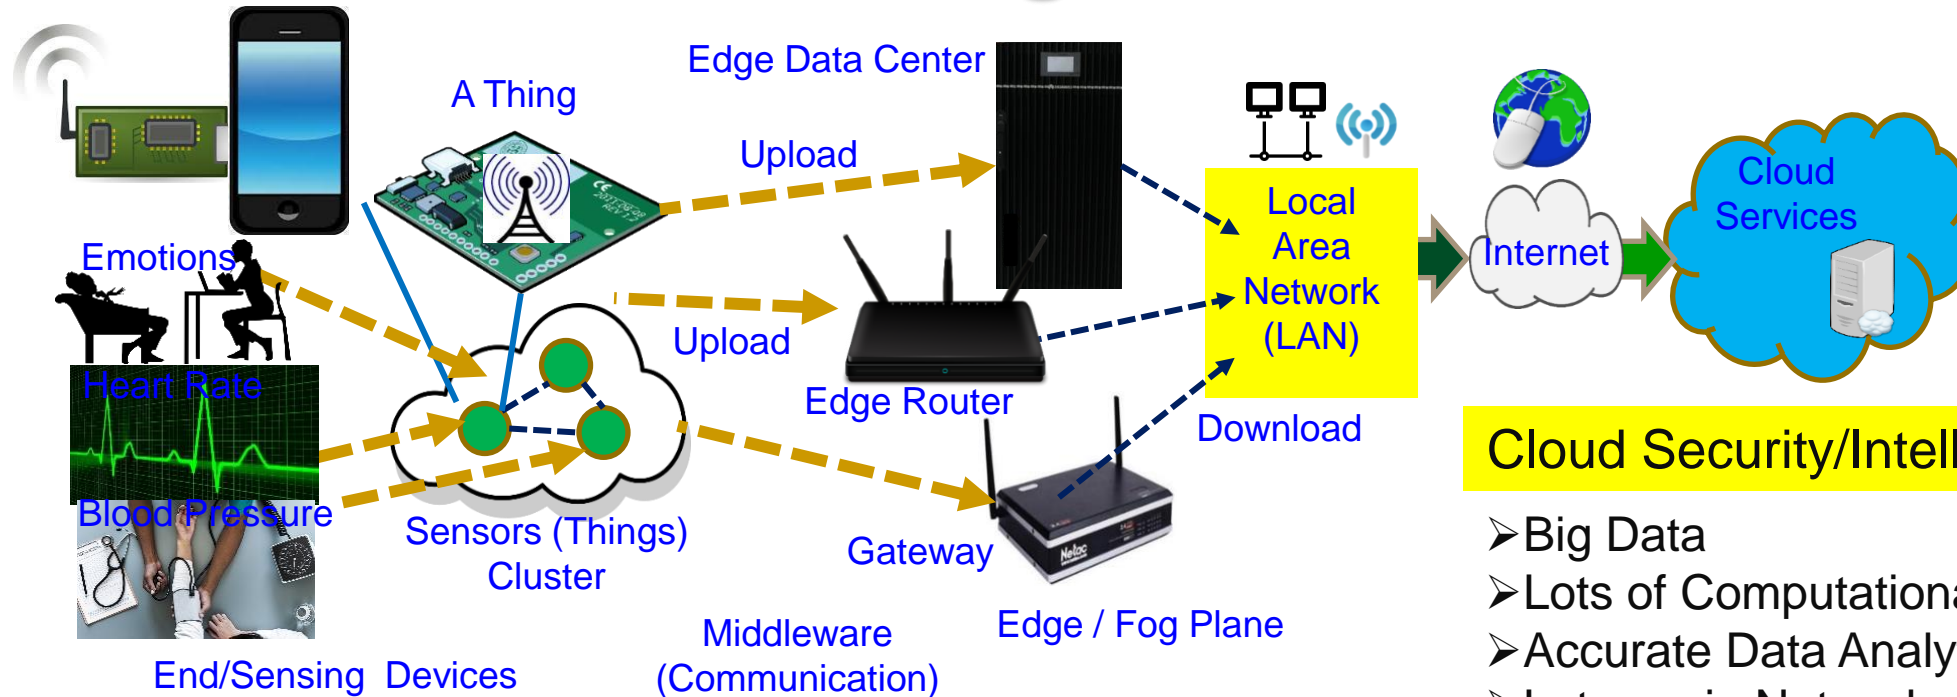 Edge Data Center
A Thing
Upload
Emotions
Heart Rate
Blood Pressure
Sensors (Things)
Cluster
Upload
Edge Router
Gateway
Netac
Local
Area
Network
(LAN)
Download
Internet
Cloud
Services
Cloud Security/Intell
➢Big Data
➢Lots of Computationa
➢Accurate Data Analy
End/Sensing Devices
Middleware
(Communication)
Edge / Fog Plane